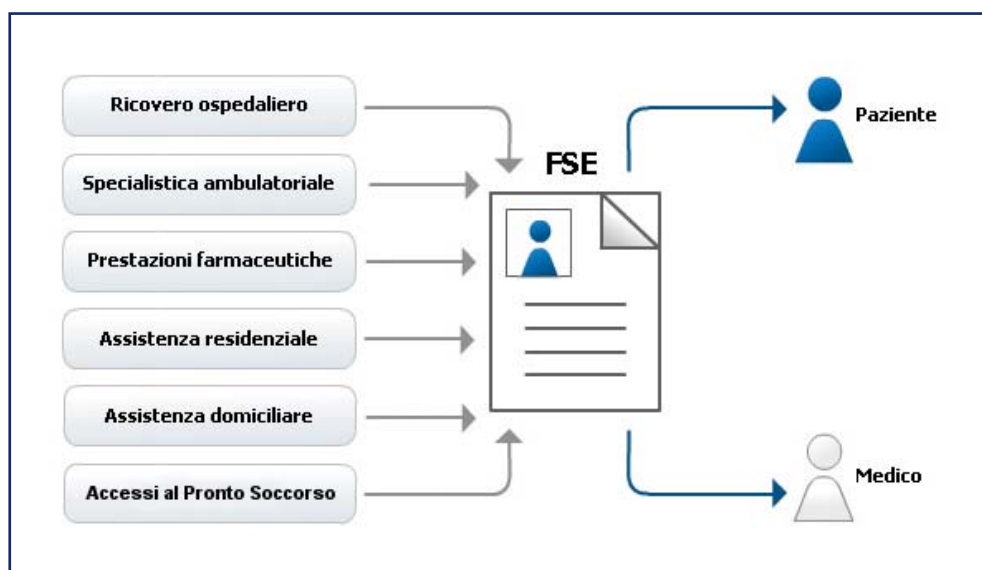 Ricovero ospedaliero
Specialistica ambulatoriale
Prestazioni farmaceutiche
Assistenza residenziale
Assistenza domiciliare
Accessi al Pronto Soccorso
FSE
Paziente
Medico